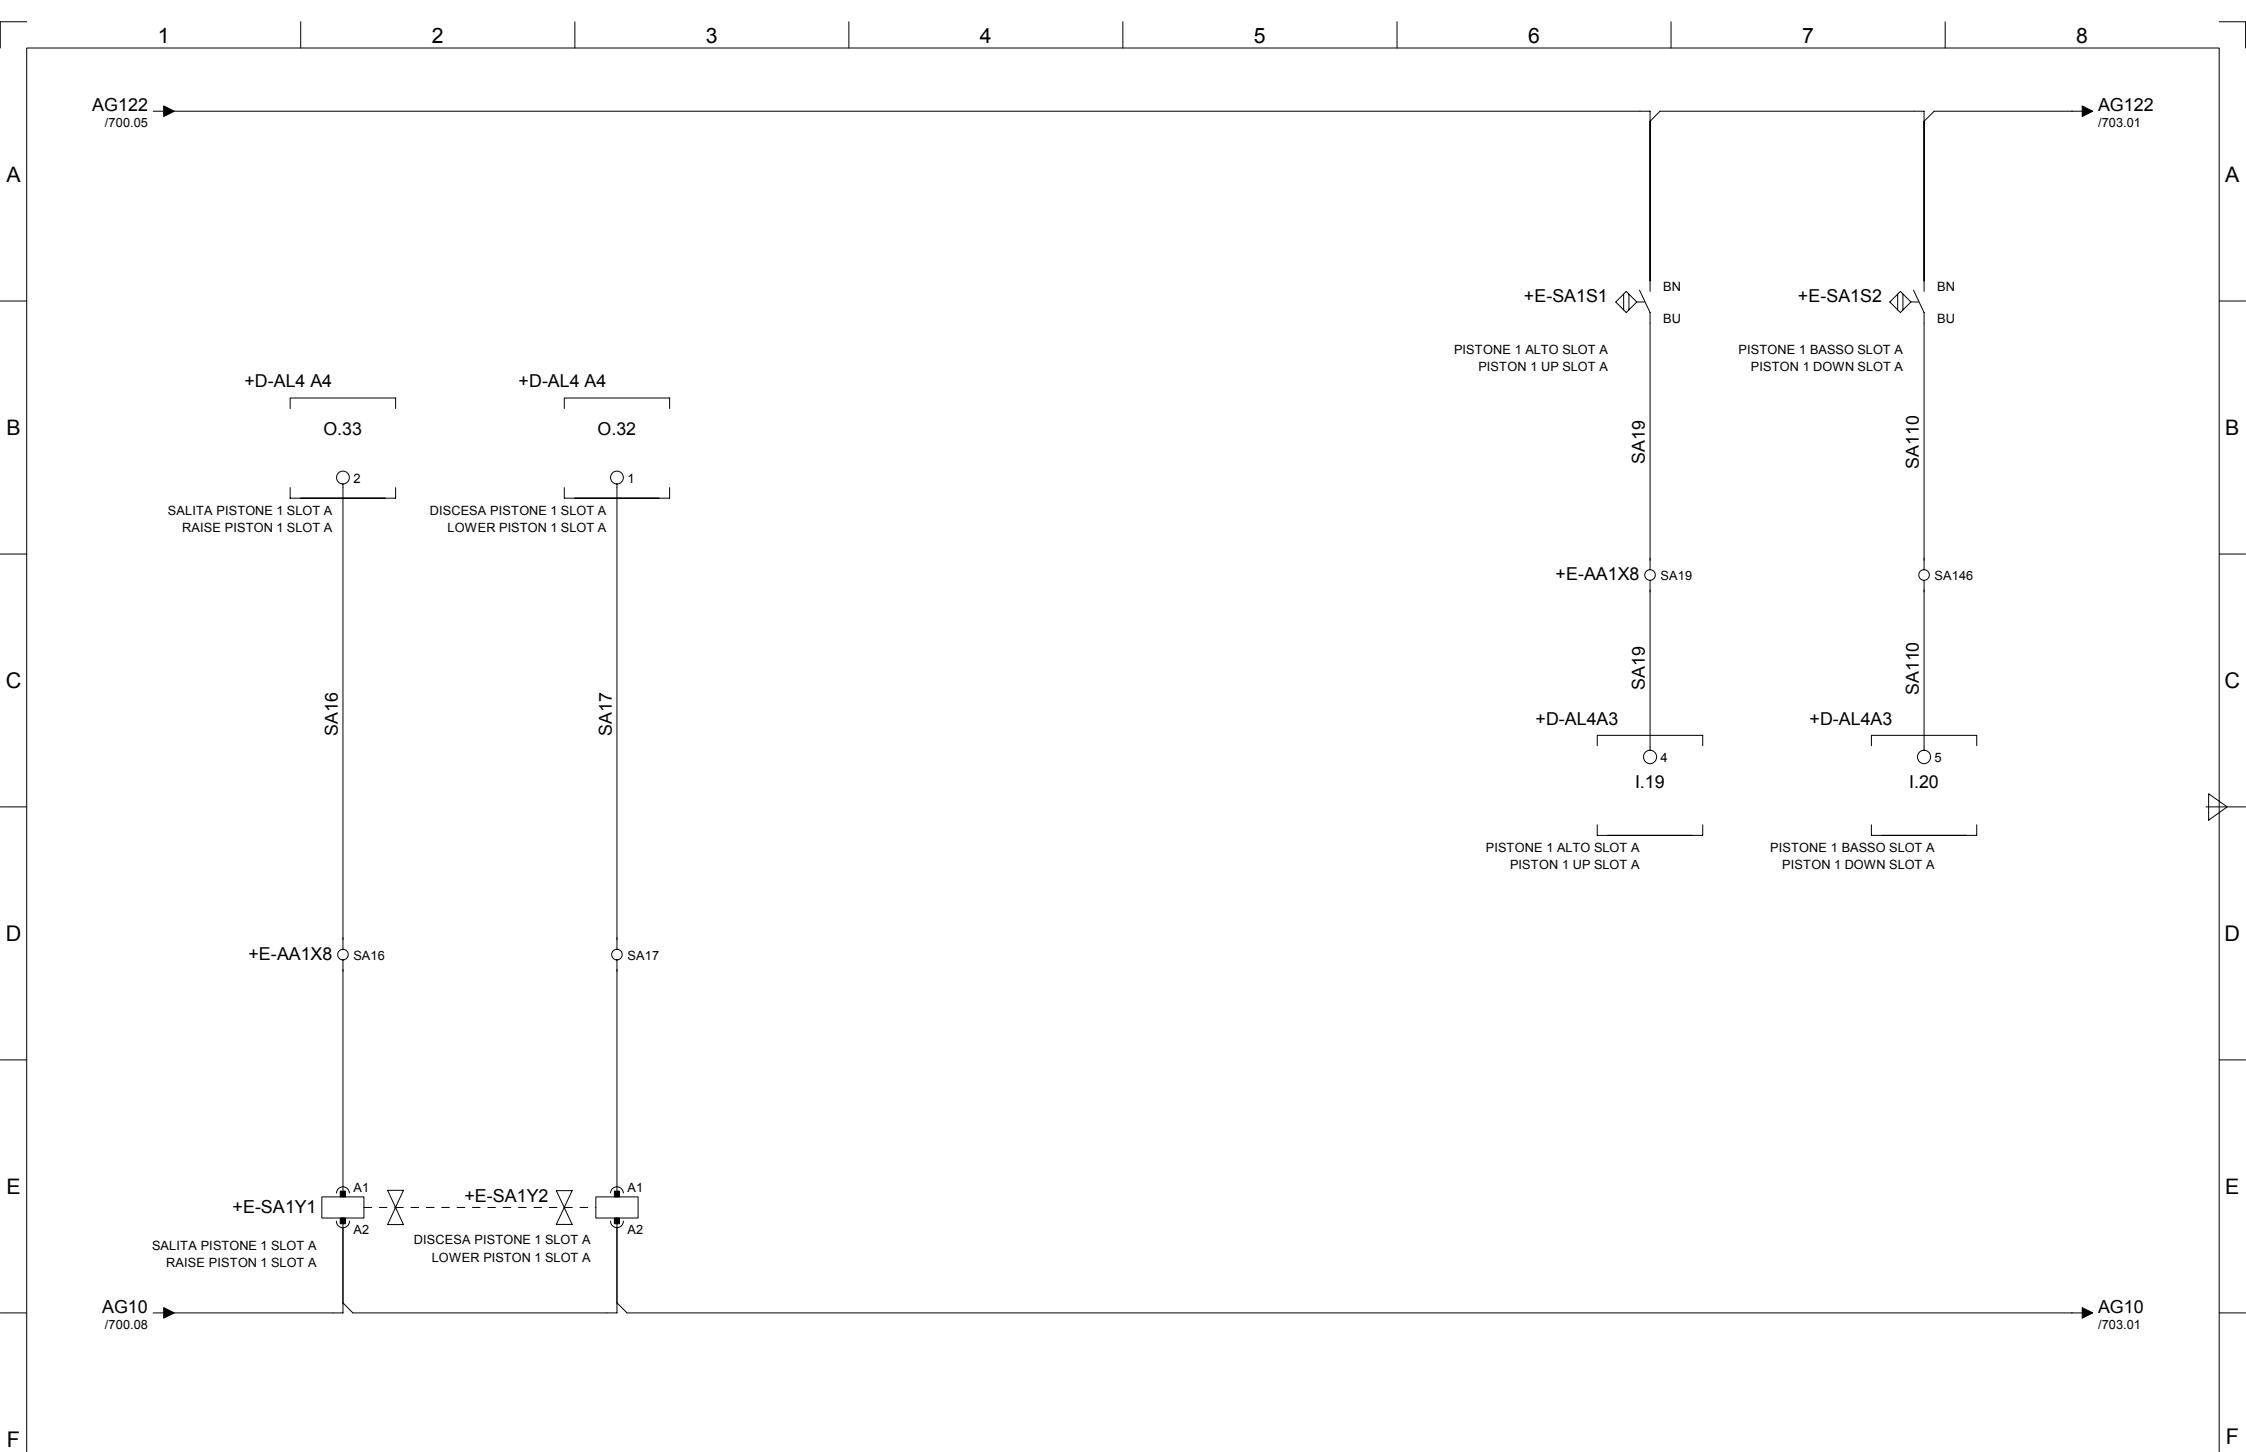 1 2 3 4 5 6 7 8
AG122
/700.05
AG122
/703.01
A
A
+E-SA1S1
BN
BU
+E-SA1S2
BN
BU
PISTONE 1 ALTO SLOT A
PISTON 1 UP SLOT A
PISTONE 1 BASSO SLOT A
PISTON 1 DOWN SLOT A
+D-AL4 A4
+D-AL4 A4
B
O.33
O.32
SA19
SA110
B
2
1
SALITA PISTONE 1 SLOT A
RAISE PISTON 1 SLOT A
DISCESA PISTONE 1 SLOT A
LOWER PISTON 1 SLOT A
+E-AA1X8
SA19
SA146
C
SA16
SA17
SA19
SA110
C
+D-AL4A3
+D-AL4A3
4
5
I.19
I.20
PISTONE 1 ALTO SLOT A
PISTON 1 UP SLOT A
PISTONE 1 BASSO SLOT A
PISTON 1 DOWN SLOT A
D
D
+E-AA1X8
SA16
SA17
E
E
+E-SA1Y1
A1
A2
+E-SA1Y2
A1
A2
SALITA PISTONE 1 SLOT A
RAISE PISTON 1 SLOT A
DISCESA PISTONE 1 SLOT A
LOWER PISTON 1 SLOT A
AG10
/700.08
AG10
/703.01
F
F